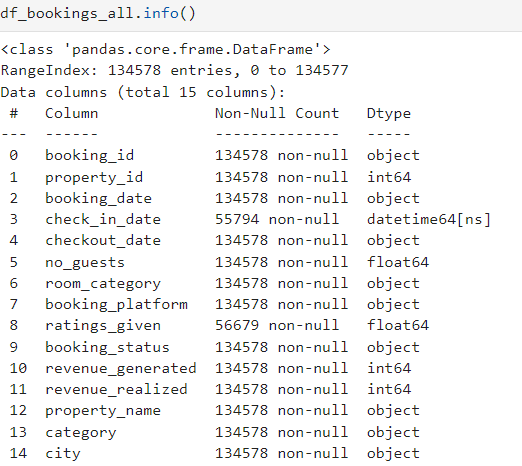 df_bookings_all.info()
<class 'pandas.core.frame.DataFrame'>
RangeIndex: 134578 entries, 0 to 134577
Data columns (total 15 columns):
 #   Column             Non-Null Count   Dtype
---  ------             --------------   -----
 0   booking_id         134578 non-null  object
 1   property_id        134578 non-null  int64
 2   booking_date       134578 non-null  object
 3   check_in_date      55794 non-null   datetime64[ns]
 4   checkout_date      134578 non-null  object
 5   no_guests          134578 non-null  float64
 6   room_category      134578 non-null  object
 7   booking_platform   134578 non-null  object
 8   ratings_given      56679 non-null   float64
 9   booking_status     134578 non-null  object
 10  revenue_generated  134578 non-null  int64
 11  revenue_realized   134578 non-null  int64
 12  property_name      134578 non-null  object
 13  category           134578 non-null  object
 14  city               134578 non-null  object